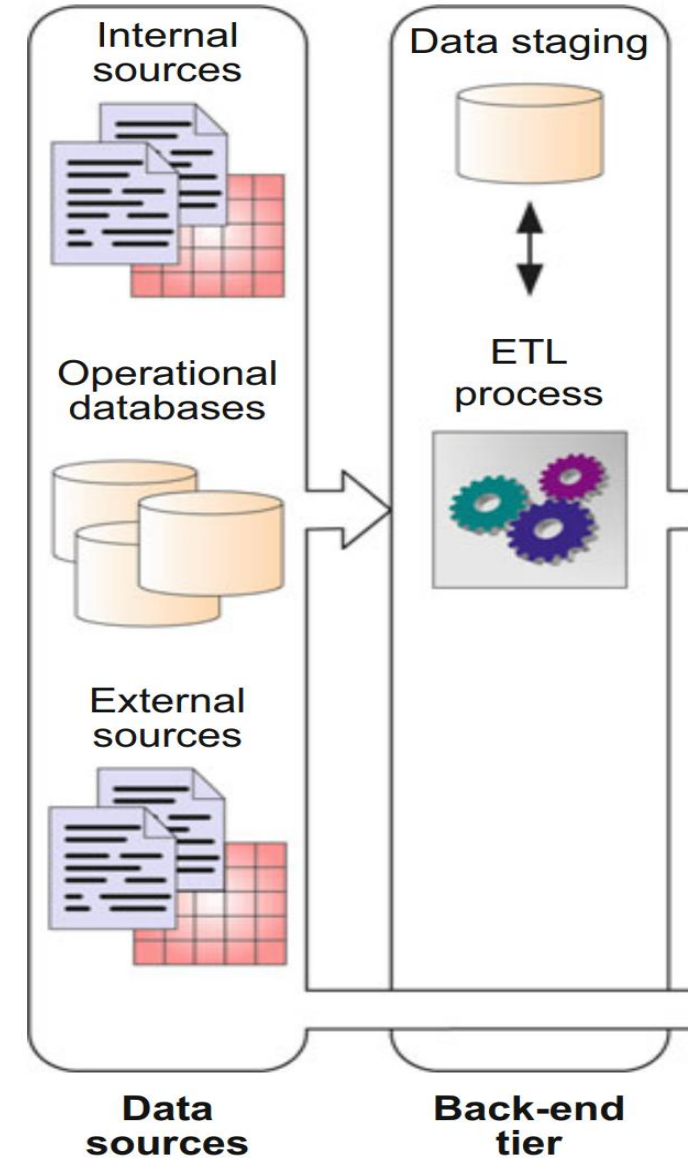 Internal
sources
Operational
databases
External
sources
Data
sources
Data staging
ETL
process
Back-end
tier